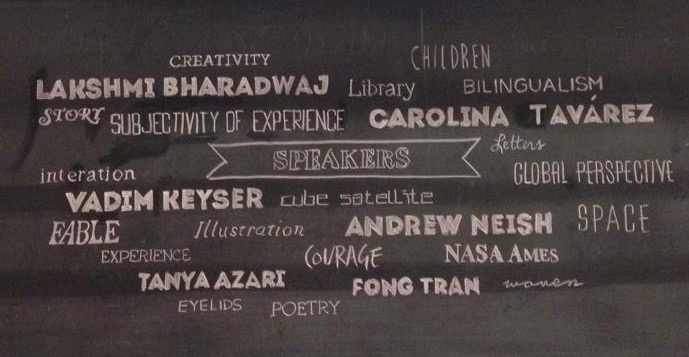 CREATIVITY CHILDREN
LAKSHMI BHARADWAJ Library BILINGUALISM
STORY SUBJECTIVITY OF EXPERIENCE CAROLINA TAVÁREZ
SPEAKERS Letters
interation GLOBAL PERSPECTIVE
VADIM KEYSER cube satellite
FABLE Illustration ANDREW NEISH SPACE
EXPERIENCE COURAGE NASA AMES
TANYA AZARI FONG TRAN women
EYELIDS POETRY